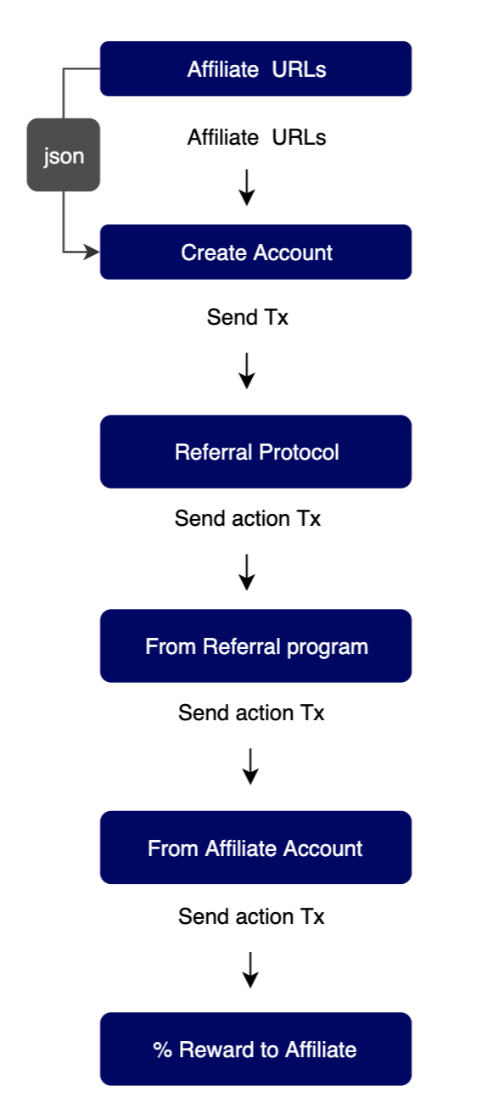 Affiliate URLs
Affiliate URLs
json
Create Account
Send Tx
Referral Protocol
Send action Tx
From Referral program
Send action Tx
From Affiliate Account
Send action Tx
% Reward to Affiliate